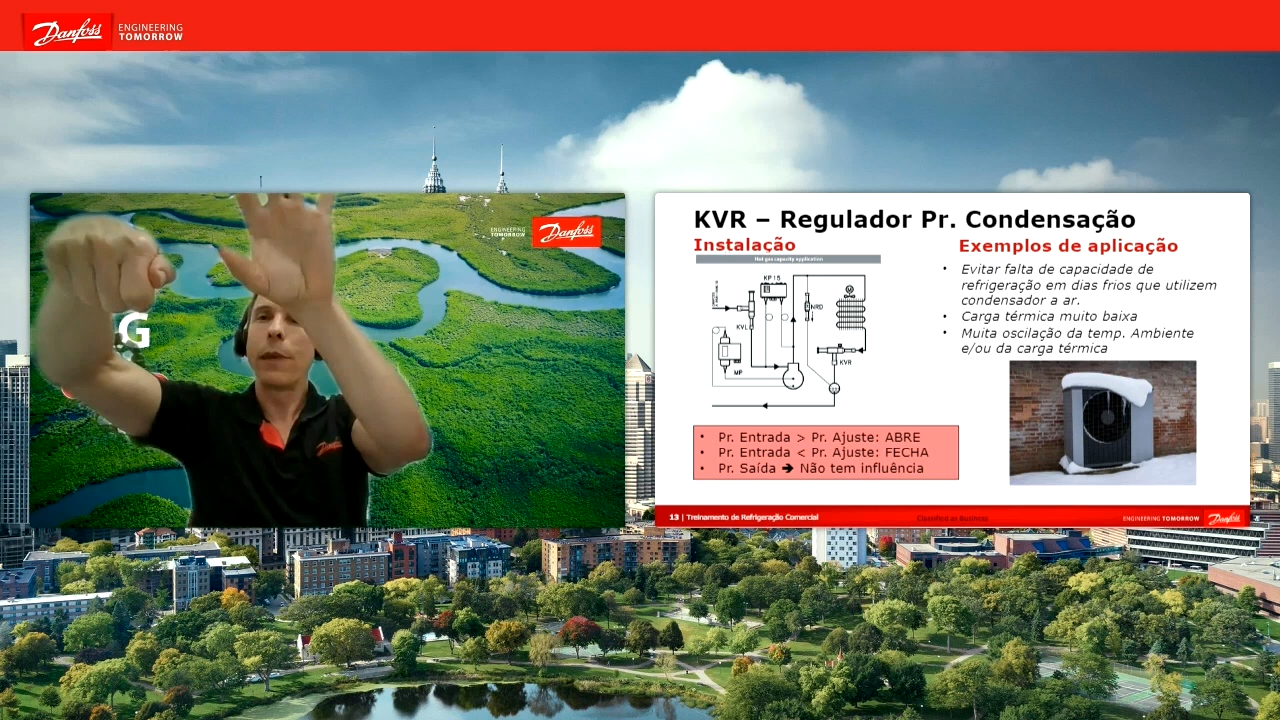 Danfoss
ENGINEERING
TOMORROW
ENGINEERING
TOMORROW
Danfoss
G
KVR – Regulador Pr. Condensação
Instalação
Hot gas capacity application
KP 15
NRD
KVL
KVR
MP
Exemplos de aplicação
• Evitar falta de capacidade de
refrigeração em dias frios que utilizem
condensador a ar.
• Carga térmica muito baixa
• Muita oscilação da temp. Ambiente
e/ou da carga térmica
• Pr. Entrada > Pr. Ajuste: ABRE
• Pr. Entrada < Pr. Ajuste: FECHA
• Pr. Saída ➔ Não tem influência
13 | Treinamento de Refrigeração Comercial
Classified as Business
ENGINEERING TOMORROW
Danfoss